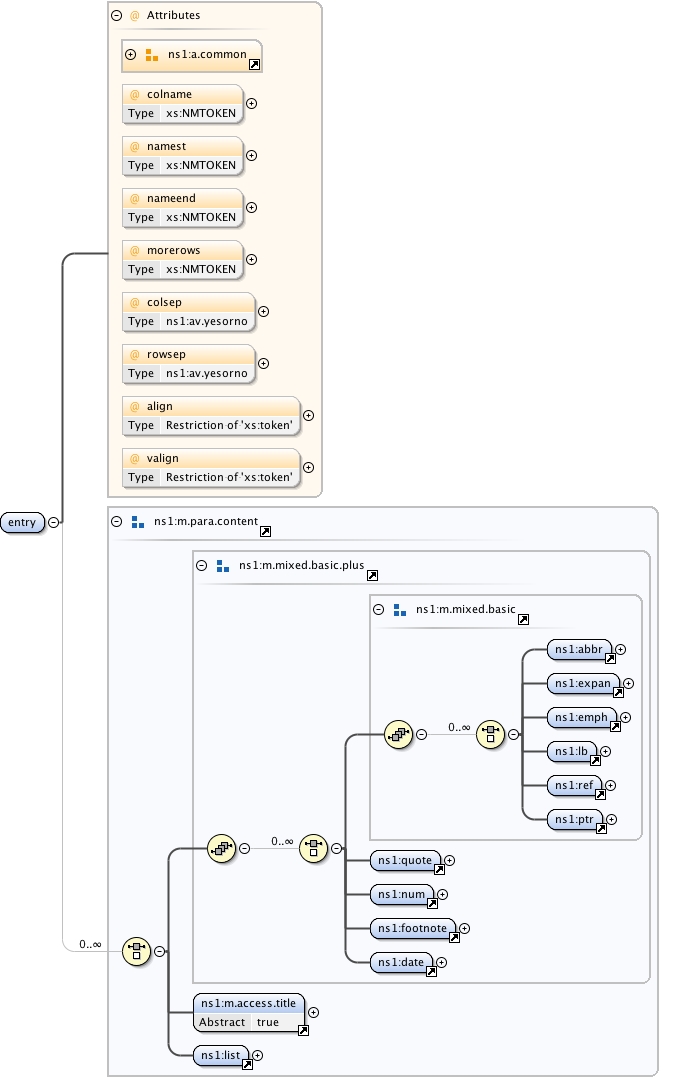 @ Attributes
ns1:a.common
@ colname
Type xs:NMTOKEN
@ namest
Type xs:NMTOKEN
@ nameend
Type xs:NMTOKEN
@ morerows
Type xs:NMTOKEN
@ colsep
Type ns1:av.yesorno
@ rowsep
Type ns1:av.yesorno
@ align
Type Restriction of 'xs:token'
@ valign
Type Restriction of 'xs:token'
entry
ns1:m.para.content
ns1:m.mixed.basic.plus
ns1:m.mixed.basic
ns1:abbr
ns1:expan
ns1:emph
0..∞
ns1:lb
ns1:ref
ns1:ptr
0..∞
ns1:quote
ns1:num
ns1:footnote
ns1:date
0..∞
ns1:m.access.title
Abstract true
ns1:list